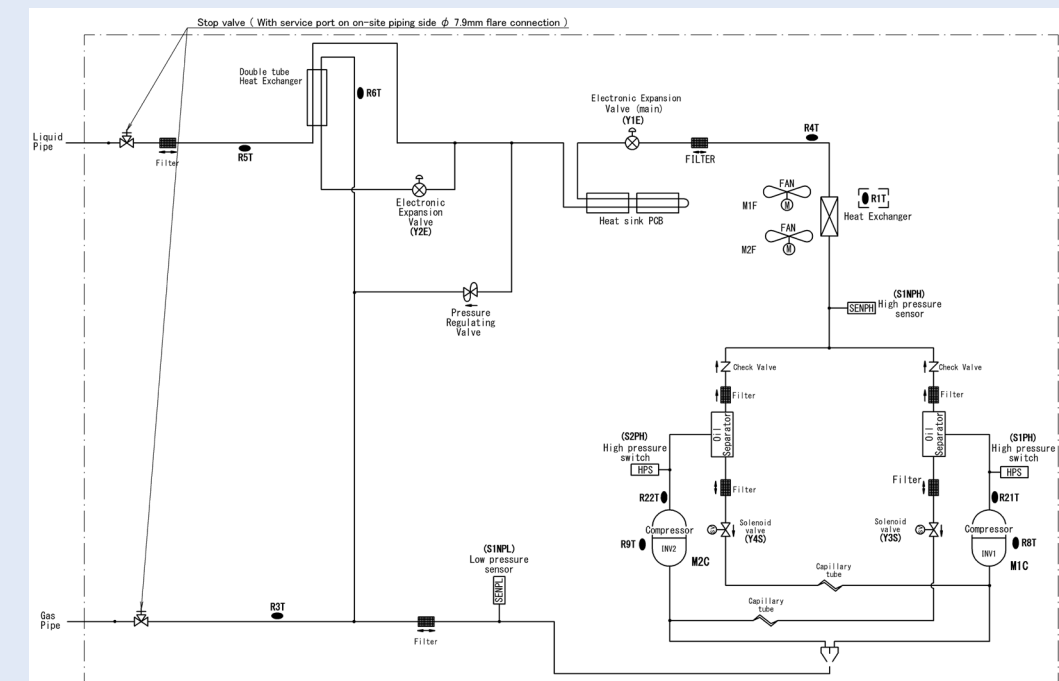 Stop valve ( With service port on on-site piping side ϕ 7.9mm flare connection )
Double tube
Heat Exchanger
R6T
Liquid
Pipe
Filter
R5T
Electronic
Expansion
Valve
(Y2E)
Electronic Expansion
Valve (main)
(Y1E)
FILTER
R4T
Heat sink PCB
FAN
M1F
M
FAN
M2F
M
R1T
Heat Exchanger
Pressure
Regulating
Valve
(S1NPH)
SENPH
High pressure
sensor
Check Valve
Check Valve
Filter
Filter
Oil
Separator
Oil
Separator
(S2PH)
High pressure
switch
HPS
(S1PH)
High pressure
switch
HPS
Filter
Filter
R22T
R21T
Compressor
INV2
R9T
M2C
Solenoid
valve
(Y4S)
Solenoid
valve
(Y3S)
Compressor
INV1
R8T
M1C
Capillary
tube
Capillary
tube
(S1NPL)
Low pressure
sensor
SENPL
Gas
Pipe
R3T
Filter